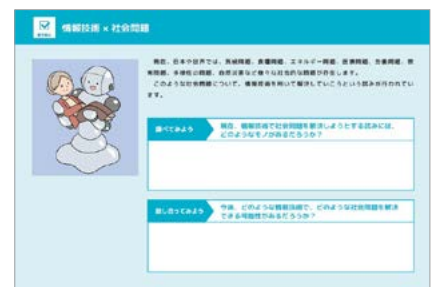 情報技術 × 社会問題
現在、日本や世界では、気候問題、食糧問題、エネルギー問題、医療問題、労働問題、教
育問題、多様性の問題、自然災害など様々な社会的な問題が存在します。
このような社会問題について、情報技術を用いて解決していこうという試みが行われてい
ます。
調べてみよう
現在、情報技術で社会問題を解決しようとする試みには、
どのようなモノがあるだろうか？
話し合ってみよう
今後、どのような情報技術で、どのような社会問題を解決
できる可能性があるだろうか？